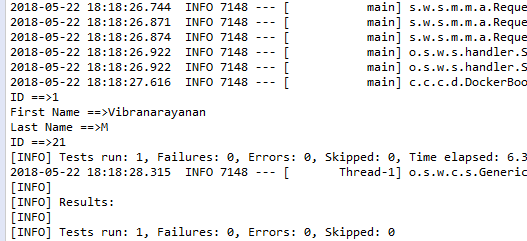 2018-05-22 18:18:26.744  INFO 7148 --- [           main] s.w.s.m.m.a.Reque
2018-05-22 18:18:26.871  INFO 7148 --- [           main] s.w.s.m.m.a.Reque
2018-05-22 18:18:26.874  INFO 7148 --- [           main] s.w.s.m.m.a.Reque
2018-05-22 18:18:26.922  INFO 7148 --- [           main] o.s.w.s.handler.S
2018-05-22 18:18:26.922  INFO 7148 --- [           main] o.s.w.s.handler.S
2018-05-22 18:18:27.616  INFO 7148 --- [           main] c.c.c.d.DockerBoo
ID ==>1
First Name ==>Vibranarayanan
Last Name ==>M
ID ==>21
[INFO] Tests run: 1, Failures: 0, Errors: 0, Skipped: 0, Time elapsed: 6.3
2018-05-22 18:18:28.315  INFO 7148 --- [       Thread-1] o.s.w.c.s.Generic
[INFO]
[INFO] Results:
[INFO]
[INFO] Tests run: 1, Failures: 0, Errors: 0, Skipped: 0